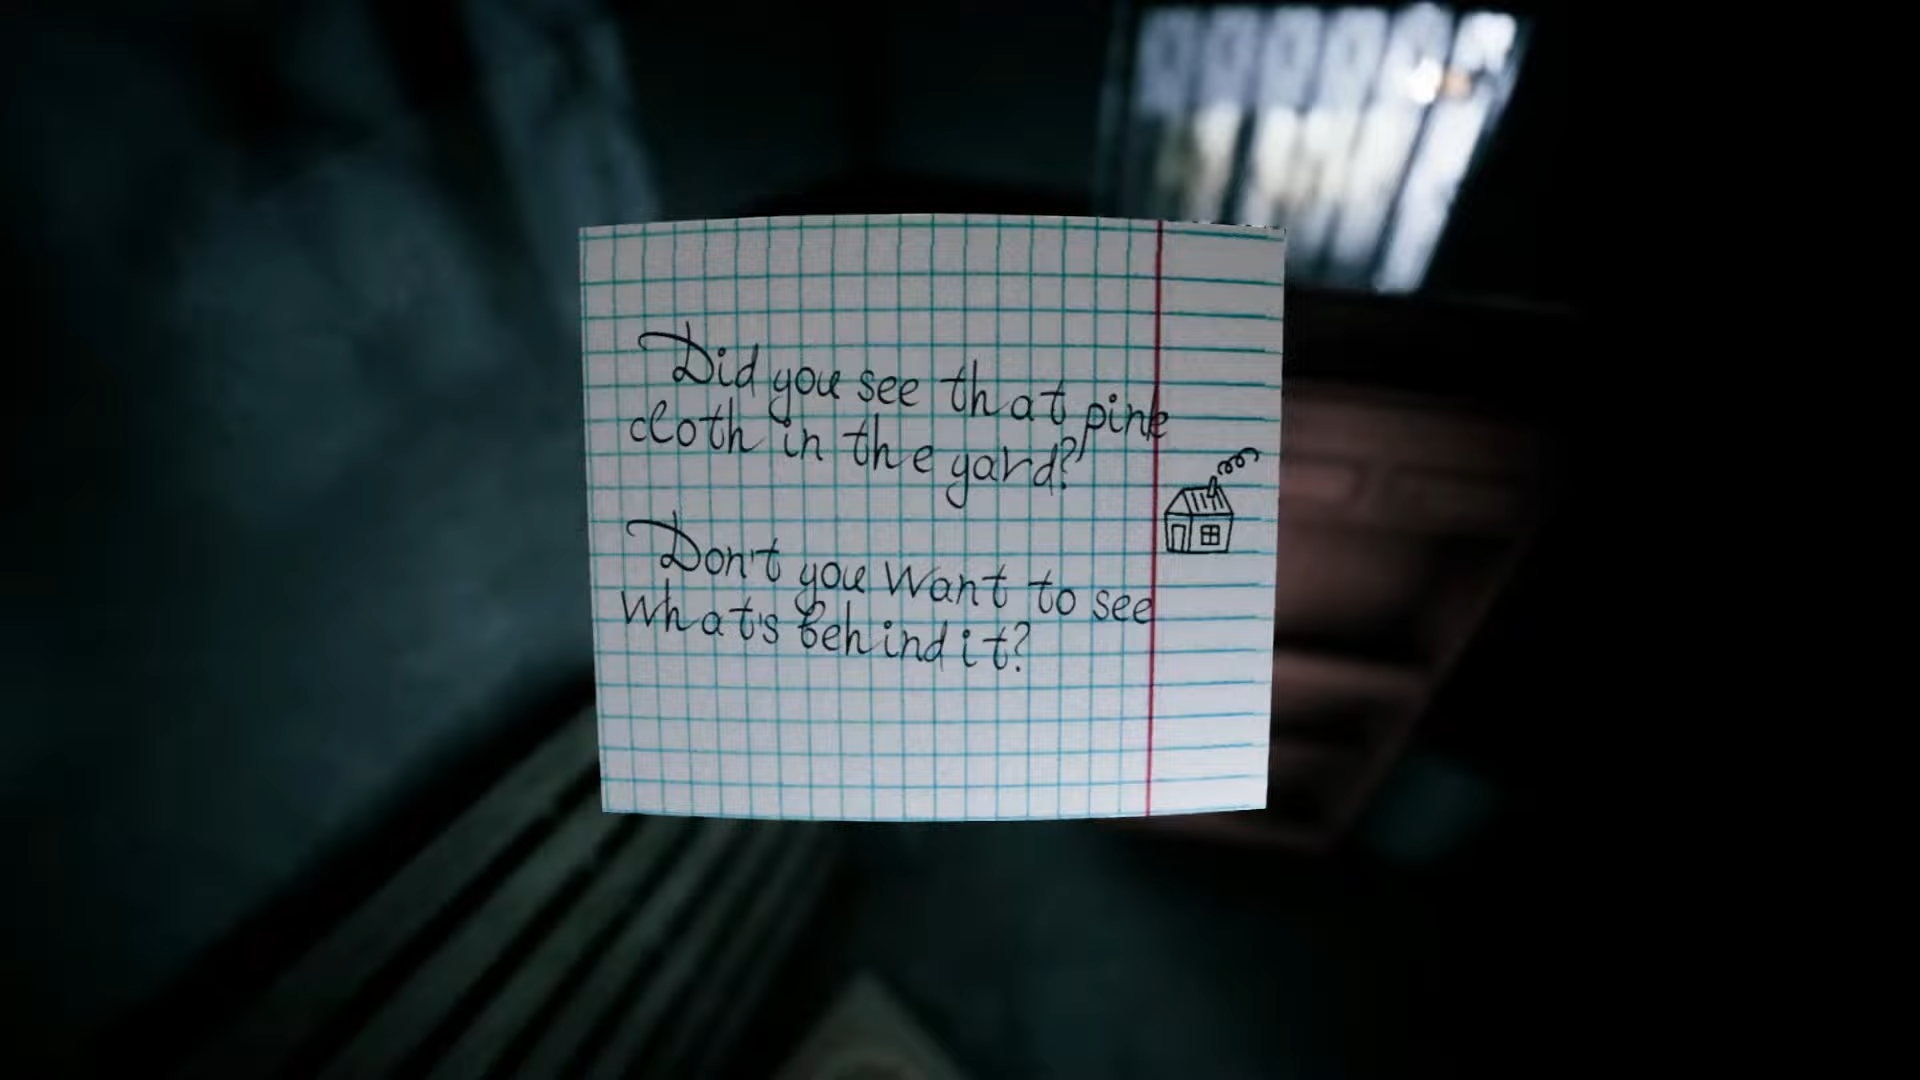 Did you see that pink
cloth in the yard?
Don't you want to see
what's behind it?